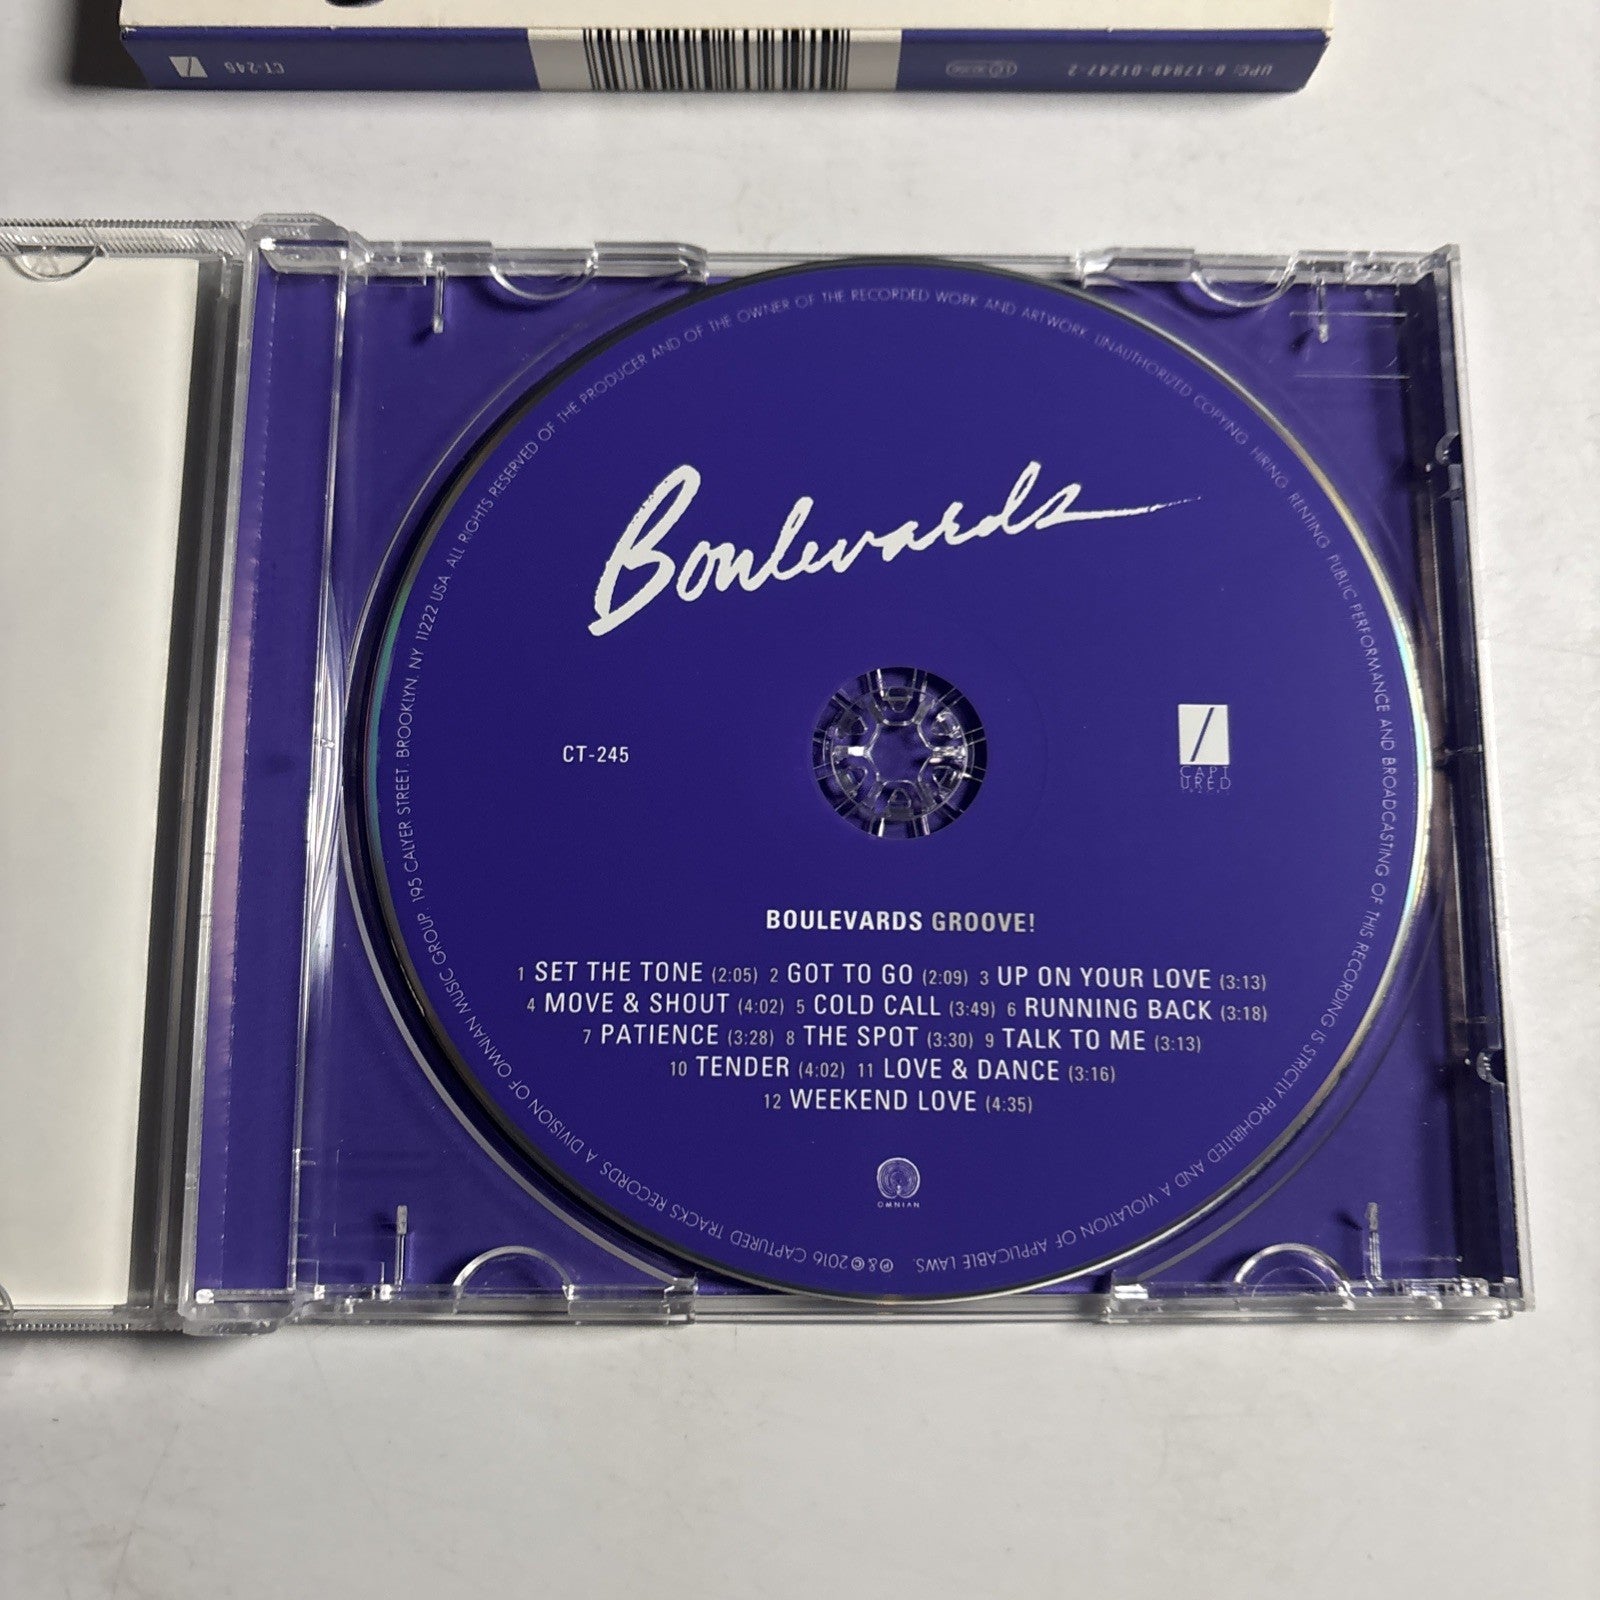 CT-245
UPC: 8-17949-01247-2
Boulevards
CT-245
CAPT
URED
TRACKS
BOULEVARDS GROOVE!
1 SET THE TONE (2:05) 2 GOT TO GO (2:09) 3 UP ON YOUR LOVE (3:13)
4 MOVE & SHOUT (4:02) 5 COLD CALL (3:49) 6 RUNNING BACK (3:18)
7 PATIENCE (3:28) 8 THE SPOT (3:30) 9 TALK TO ME (3:13)
10 TENDER (4:02) 11 LOVE & DANCE (3:16)
12 WEEKEND LOVE (4:35)
OMNIAN
℗&©2016 CAPTURED TRACKS RECORDS, A DIVISION OF OMNIAN MUSIC GROUP. 195 CALYER STREET. BROOKLYN, NY 11222 USA. ALL RIGHTS RESERVED OF THE PRODUCER AND OF THE OWNER OF THE RECORDED WORK AND ARTWORK. UNAUTHORIZED COPYING, HIRING, RENTING, PUBLIC PERFORMANCE AND BROADCASTING OF THIS RECORDING IS STRICTLY PROHIBITED AND A VIOLATION OF APPLICABLE LAWS.